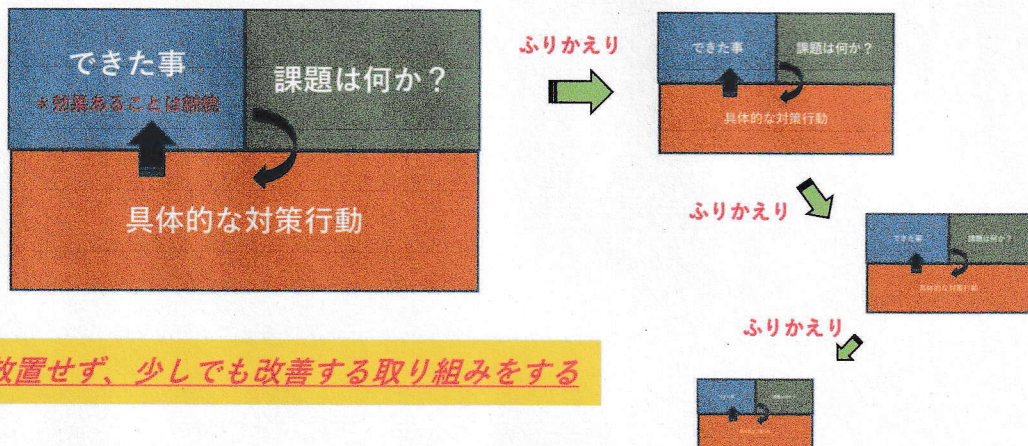 できた事
*効果あることは継続
課題は何か？
具体的な対策行動
ふりかえり
できた事
課題は何か？
具体的な対策行動
ふりかえり
できた事
課題は何か？
具体的な対策行動
ふりかえり
放置せず、少しでも改善する取り組みをする